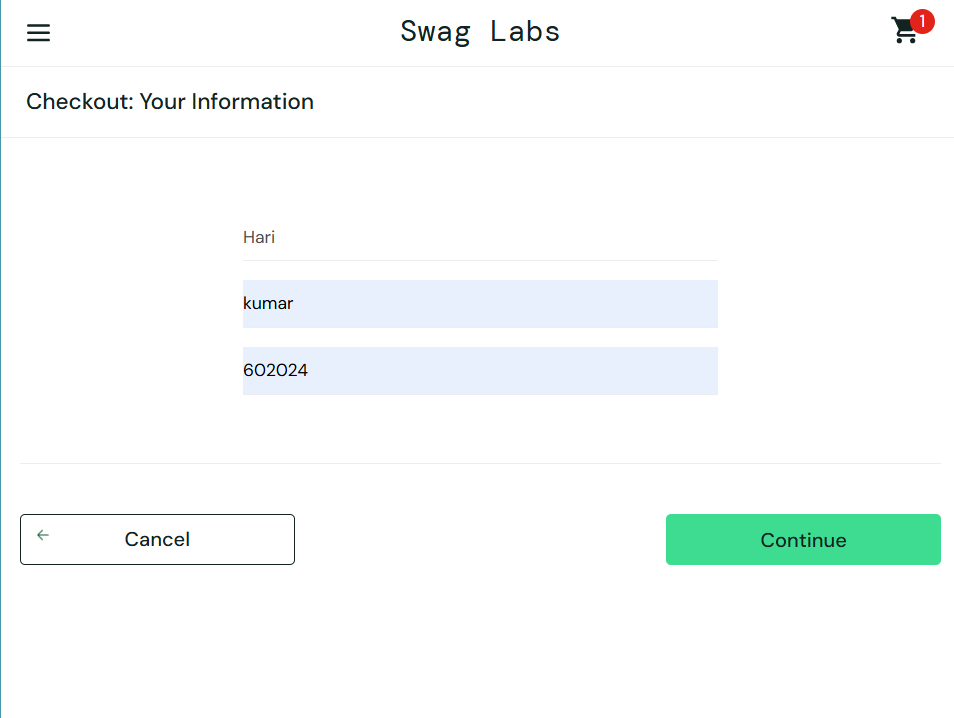 Swag Labs
1
Checkout: Your Information
Hari
kumar
602024
Cancel
Continue